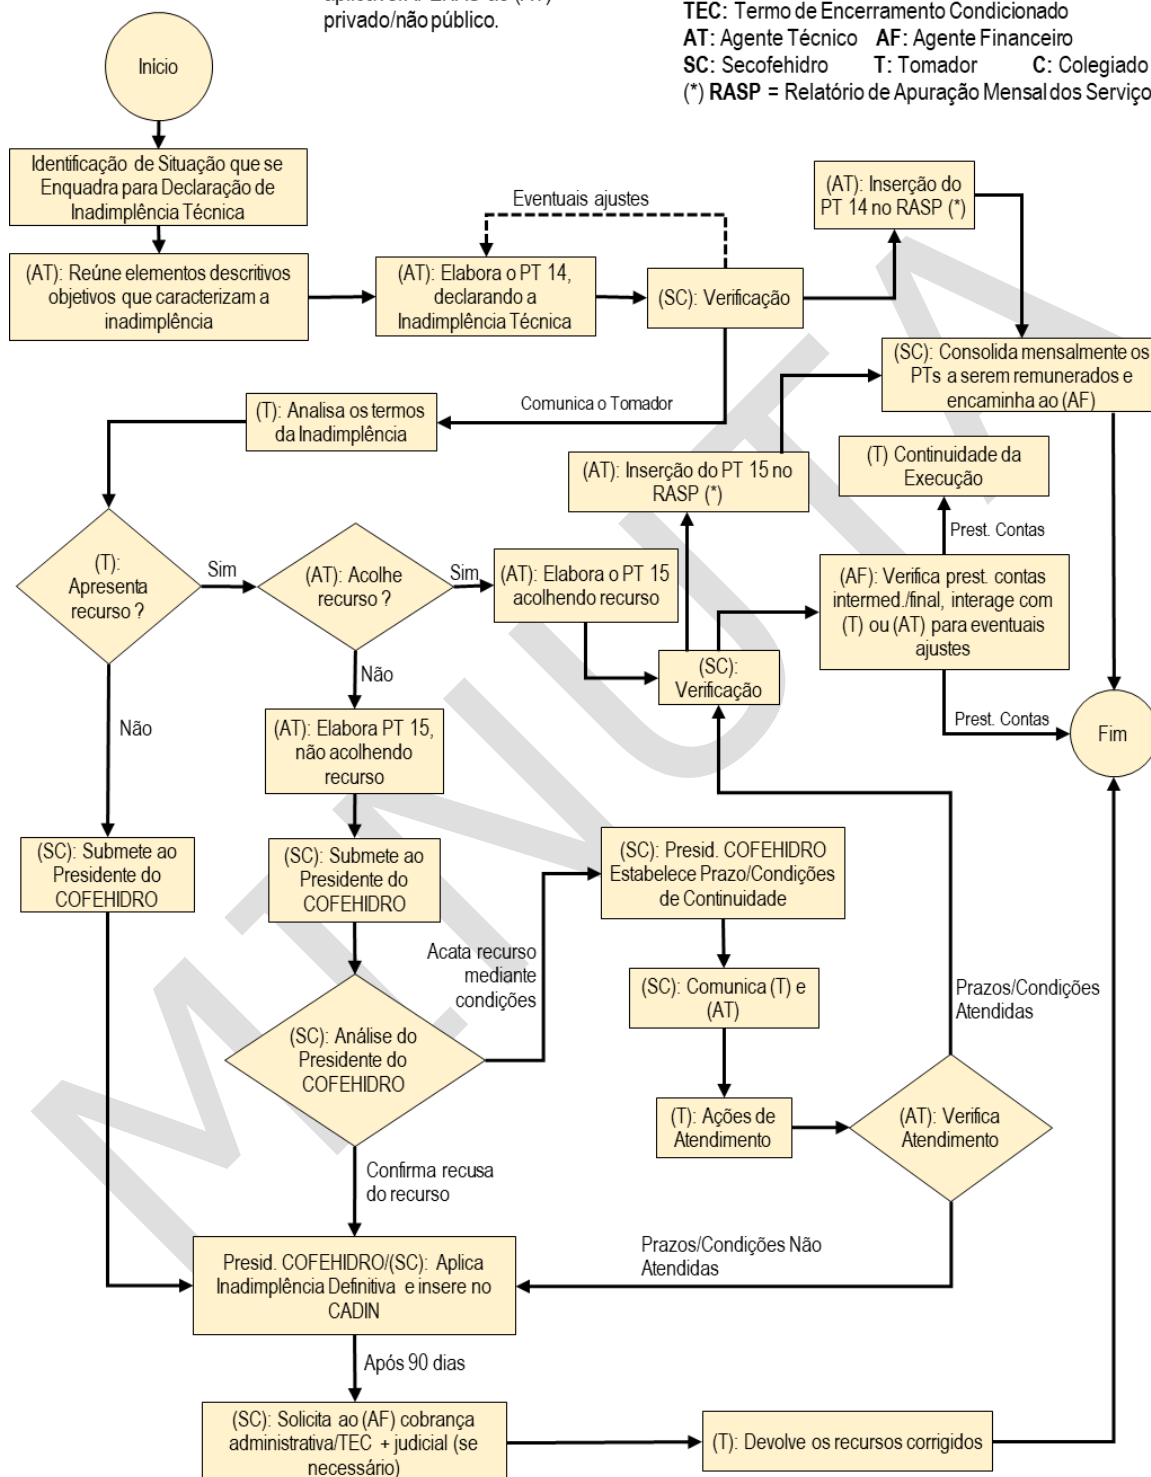 privado/não público.
TEC: Termo de Encerramento Condicionado
AT: Agente Técnico AF: Agente Financeiro
SC: Secofehidro T: Tomador C: Colegiado
(*) RASP = Relatório de Apuração Mensal dos Serviço
Início
Identificação de Situação que se
Enquadra para Declaração de
Inadimplência Técnica
(AT): Reúne elementos descritivos
objetivos que caracterizam a
inadimplência
Eventuais ajustes
(AT): Elabora o PT 14,
declarando a
Inadimplência Técnica
(SC): Verificação
(AT): Inserção do
PT 14 no RASP (*)
(SC): Consolida mensalmente os
PTs a serem remunerados e
encaminha ao (AF)
Comunica o Tomador
(T): Analisa os termos
da Inadimplência
(AT): Inserção do PT 15 no
RASP (*)
(T) Continuidade da
Execução
Prest. Contas
(T):
Apresenta
recurso ?
Sim
(AT): Acolhe
recurso ?
Sim
(AT): Elabora o PT 15
acolhendo recurso
(AF): Verifica prest. contas
intermed./final, interage com
(T) ou (AT) para eventuais
ajustes
(SC):
Verificação
Prest. Contas
Fim
Não
Não
(AT): Elabora PT 15,
não acolhendo
recurso
(SC): Submete ao
Presidente do
COFEHIDRO
(SC): Submete ao
Presidente do
COFEHIDRO
(SC): Presid. COFEHIDRO
Estabelece Prazo/Condições
de Continuidade
Acata recurso
mediante
condições
(SC): Comunica (T) e
(AT)
Prazos/Condições
Atendidas
(SC): Análise do
Presidente do
COFEHIDRO
(T): Ações de
Atendimento
(AT): Verifica
Atendimento
Confirma recusa
do recurso
Prazos/Condições Não
Atendidas
Presid. COFEHIDRO/(SC): Aplica
Inadimplência Definitiva e insere no
CADIN
Após 90 dias
(SC): Solicita ao (AF) cobrança
administrativa/TEC + judicial (se
necessário)
(T): Devolve os recursos corrigidos
MINUTA